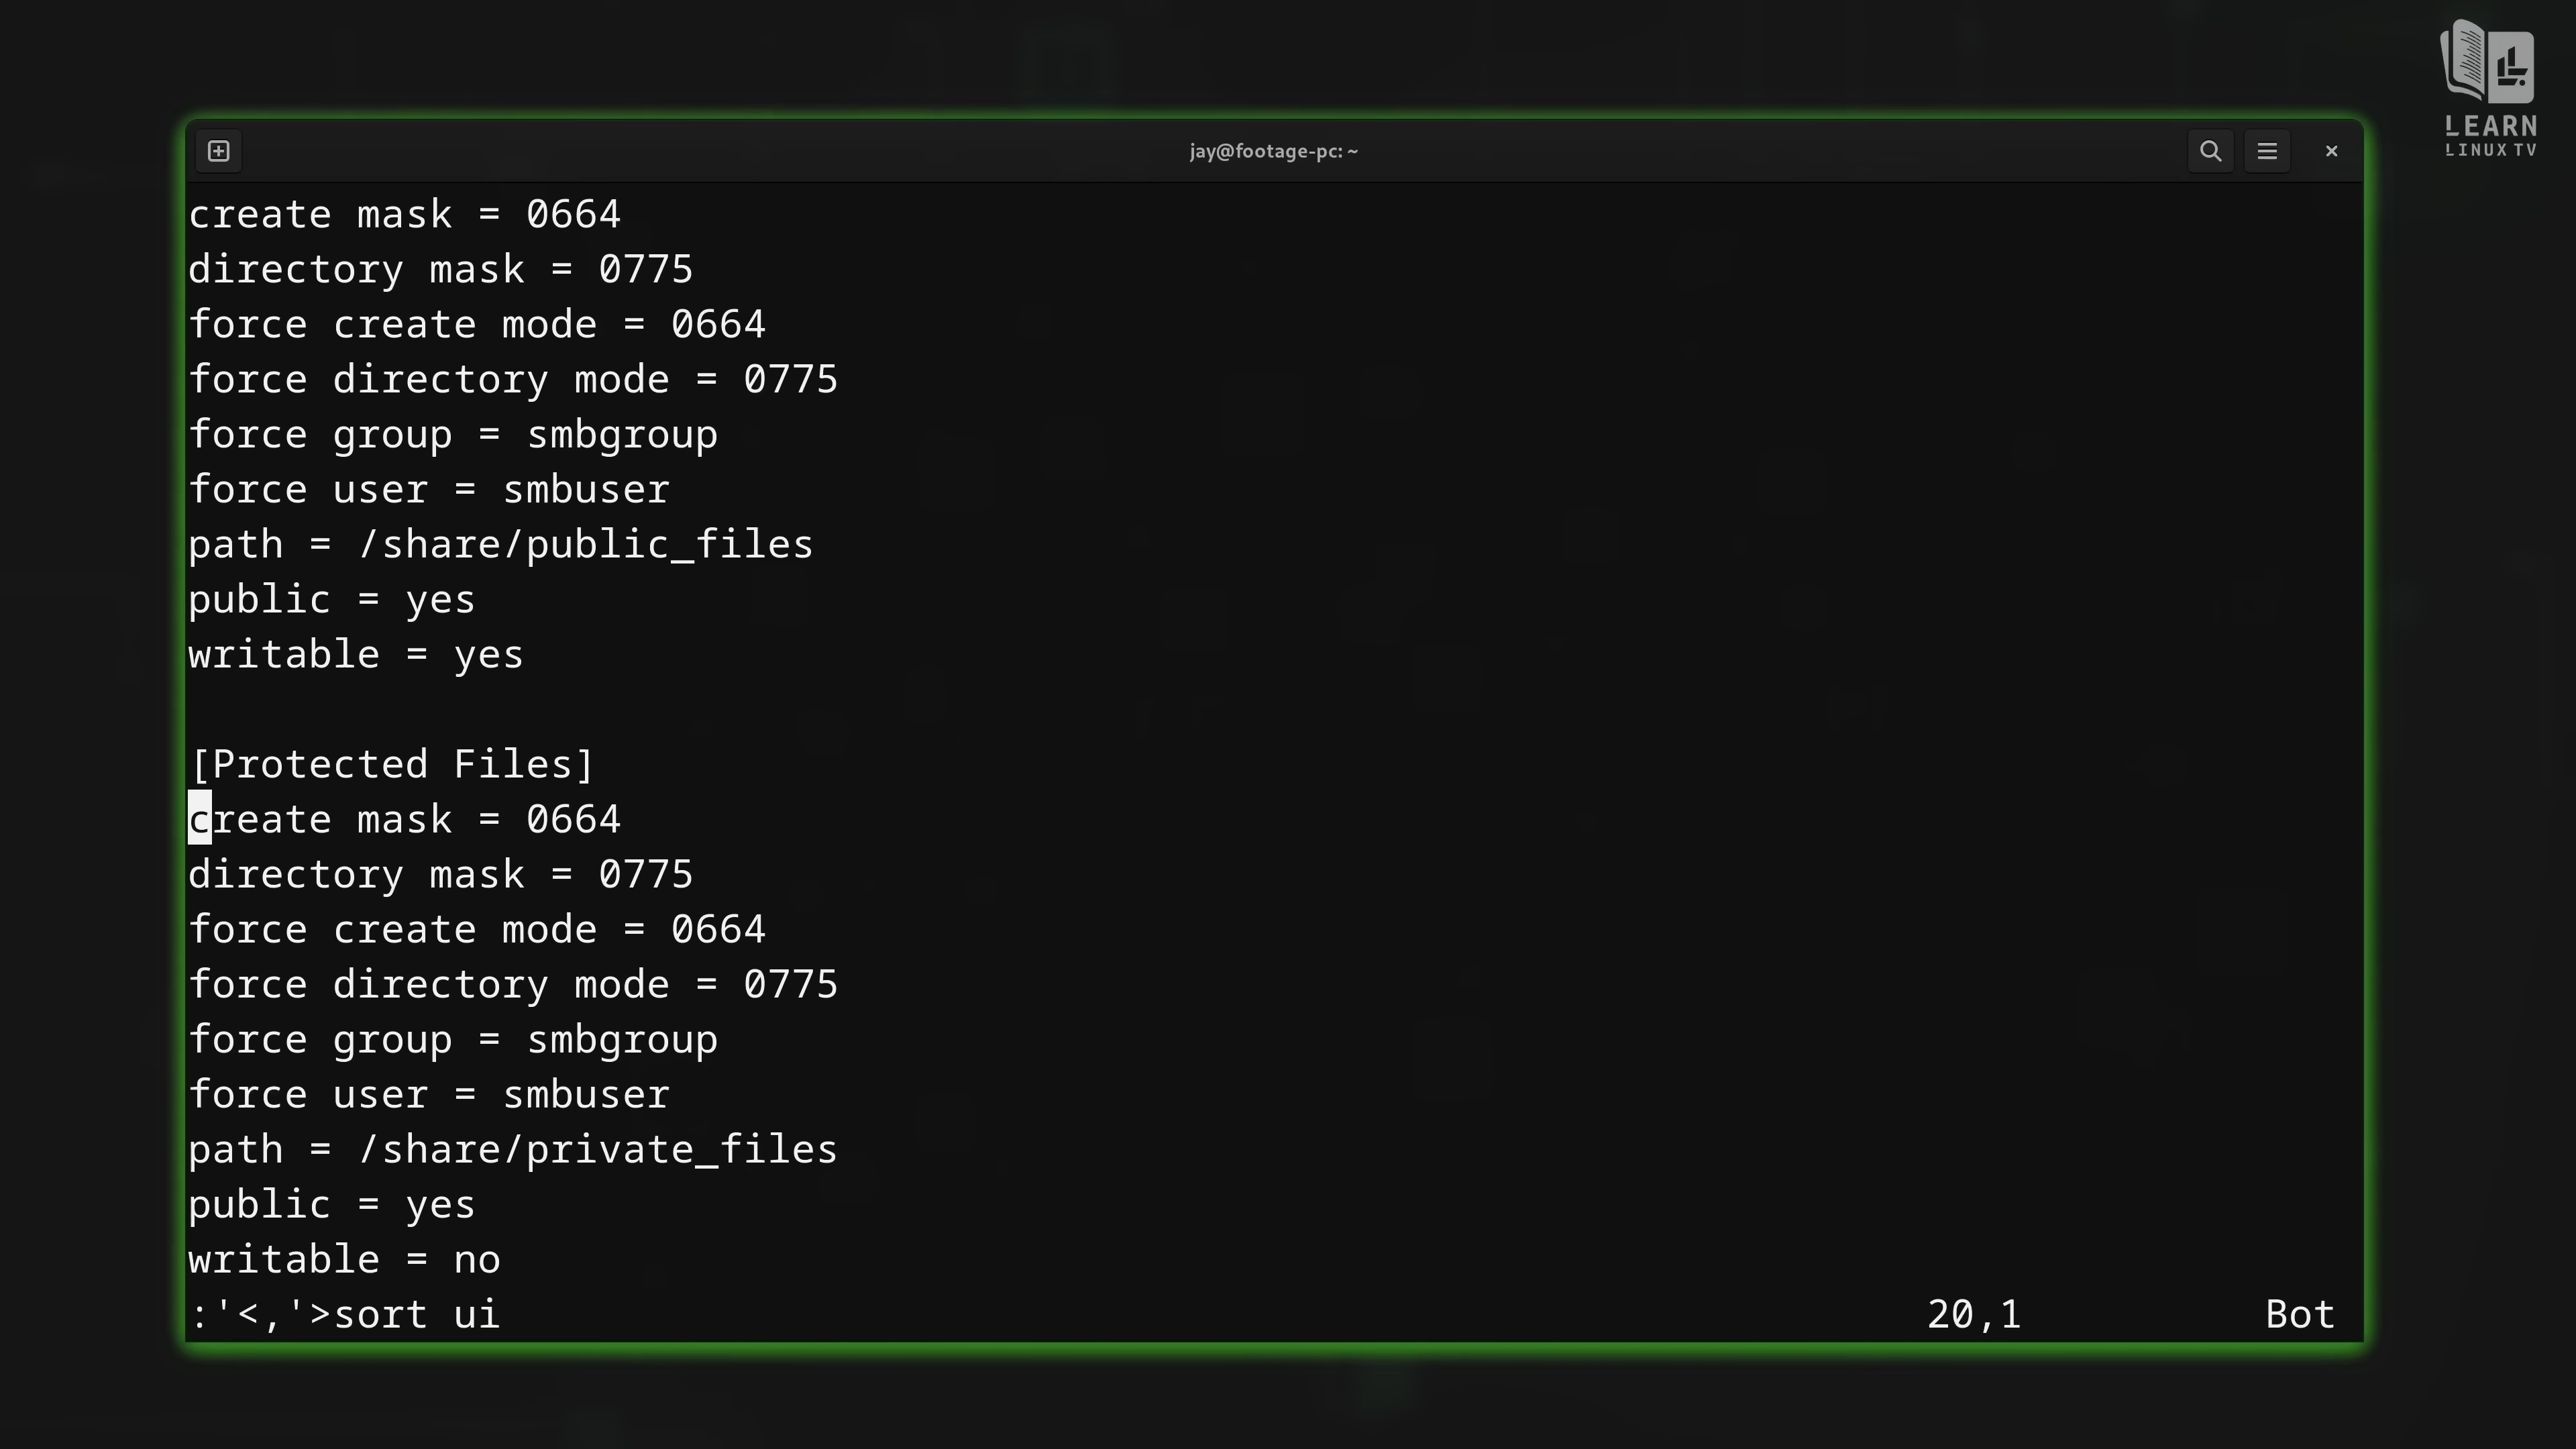 LEARN
LINUX TV
jay@footage-pc: ~
create mask = 0664
directory mask = 0775
force create mode = 0664
force directory mode = 0775
force group = smbgroup
force user = smbuser
path = /share/public_files
public = yes
writable = yes
[Protected Files]
create mask = 0664
directory mask = 0775
force create mode = 0664
force directory mode = 0775
force group = smbgroup
force user = smbuser
path = /share/private_files
public = yes
writable = no
:'<,'>sort ui 20,1 Bot